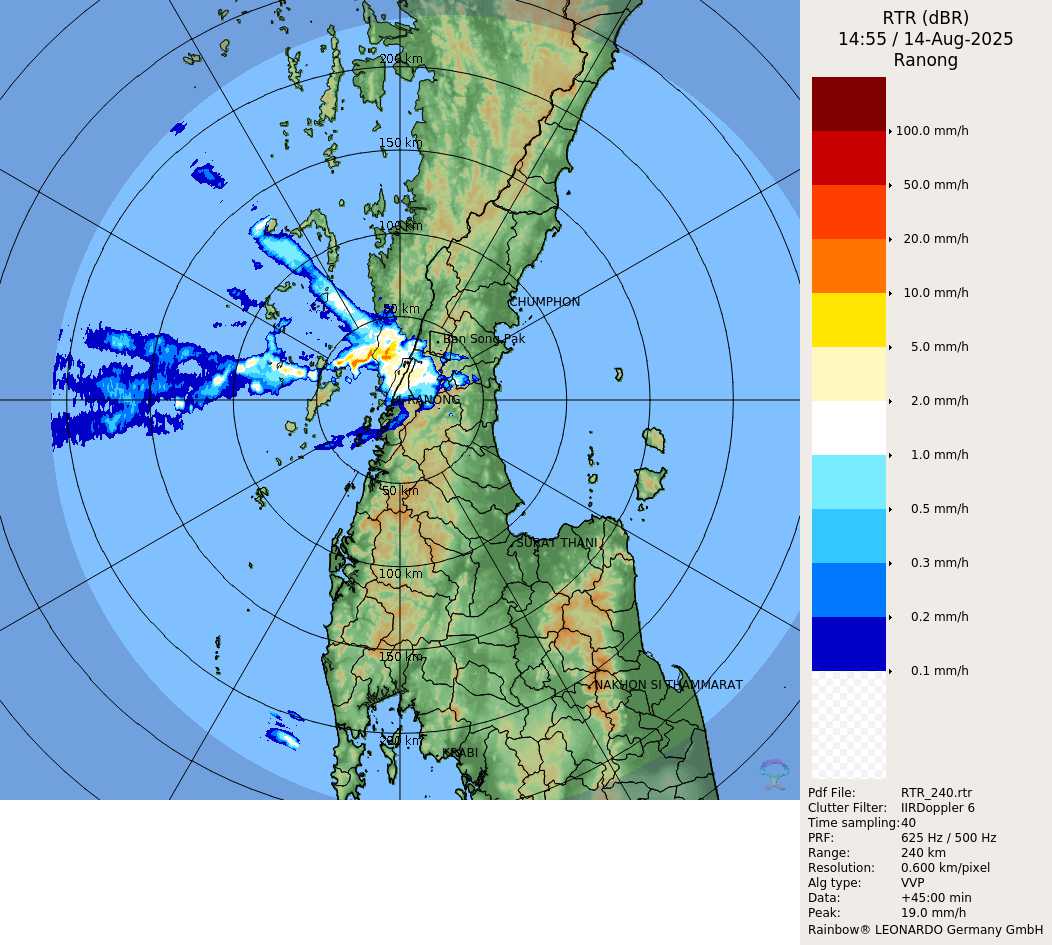 RTR (dBR)
14:55 / 14-Aug-2025
Ranong
200 km
150 km
100 km
50 km
CHUMPHON
Ban Song Pak
RANONG
50 km
SURAT THANI
100 km
150 km
NAKHON SI THAMMARAT
200 km
KRABI
100.0 mm/h
50.0 mm/h
20.0 mm/h
10.0 mm/h
5.0 mm/h
2.0 mm/h
1.0 mm/h
0.5 mm/h
0.3 mm/h
0.2 mm/h
0.1 mm/h
Pdf File: RTR_240.rtr
Clutter Filter: IIRDoppler 6
Time sampling:40
PRF: 625 Hz / 500 Hz
Range: 240 km
Resolution: 0.600 km/pixel
Alg type: VVP
Data: +45:00 min
Peak: 19.0 mm/h
Rainbow® LEONARDO Germany GmbH